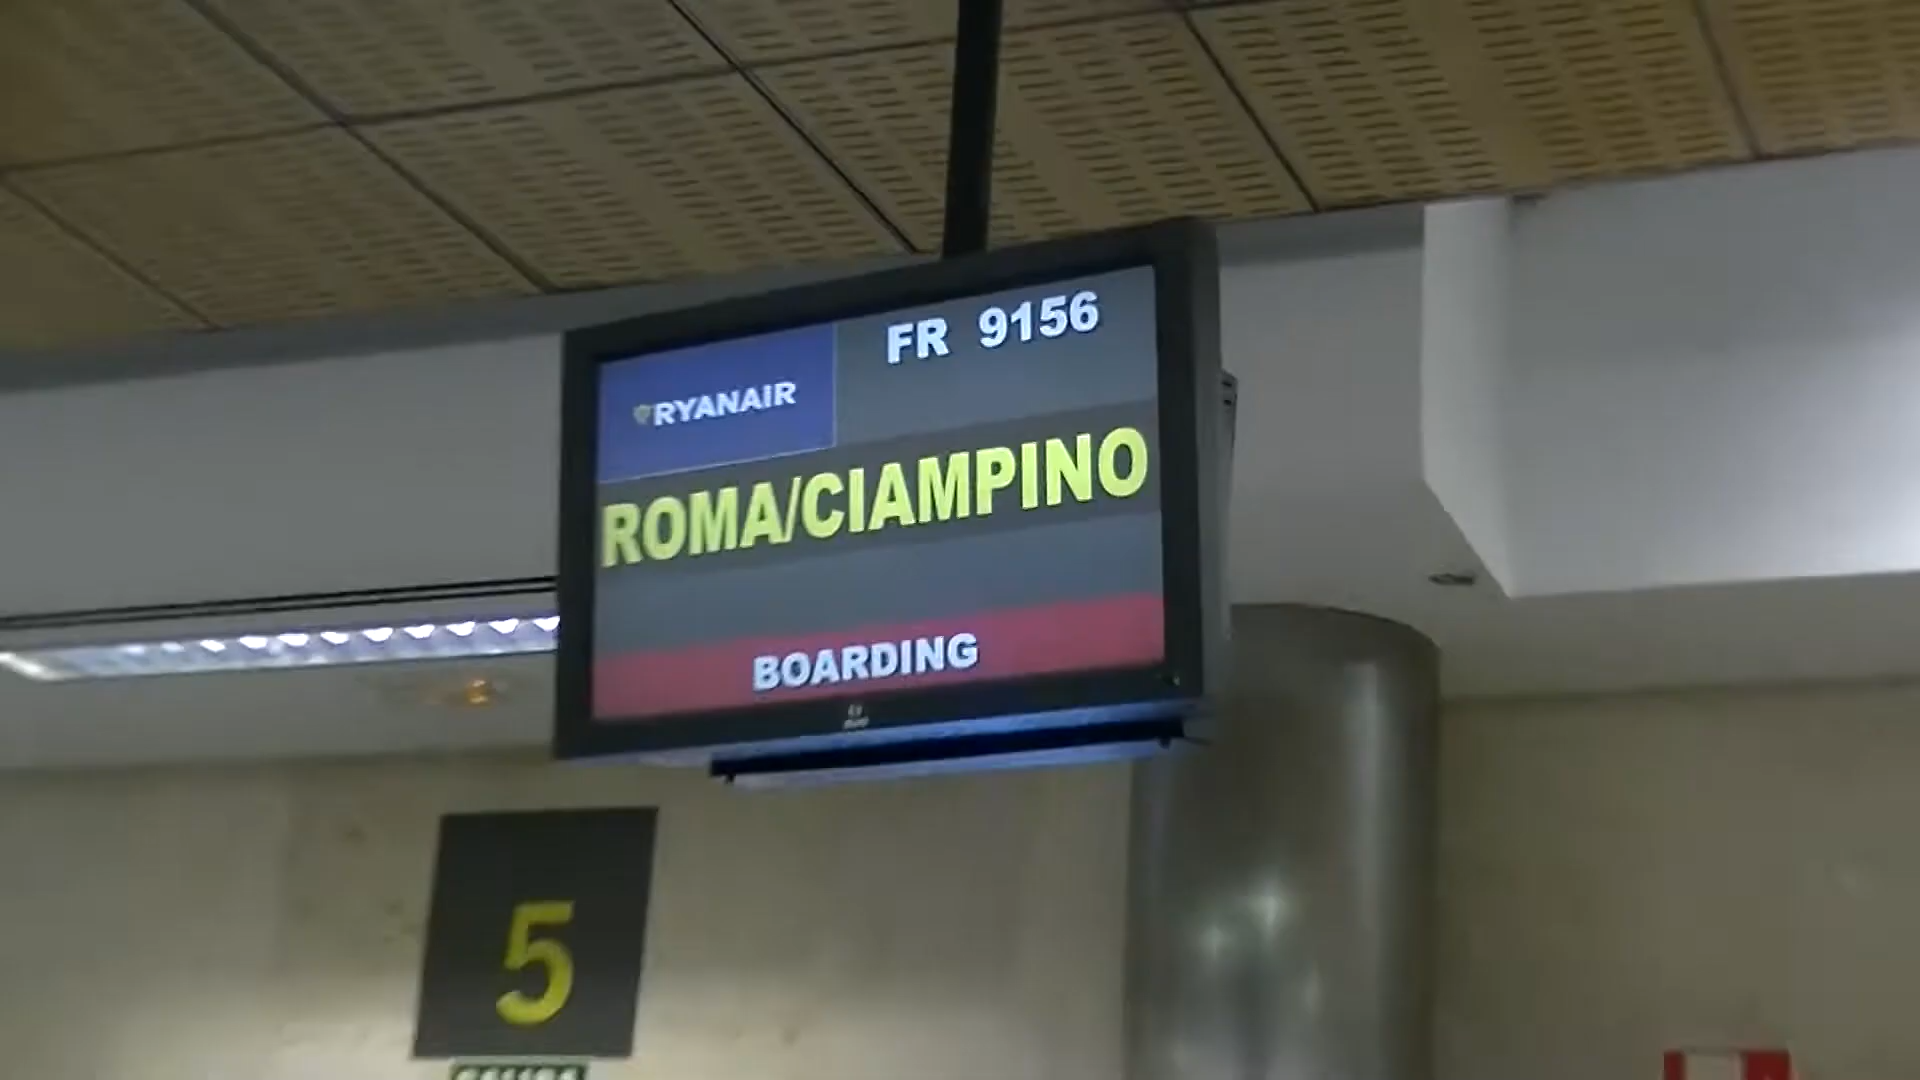 FR 9156
RYANAIR
ROMA/CIAMPINO
BOARDING
5